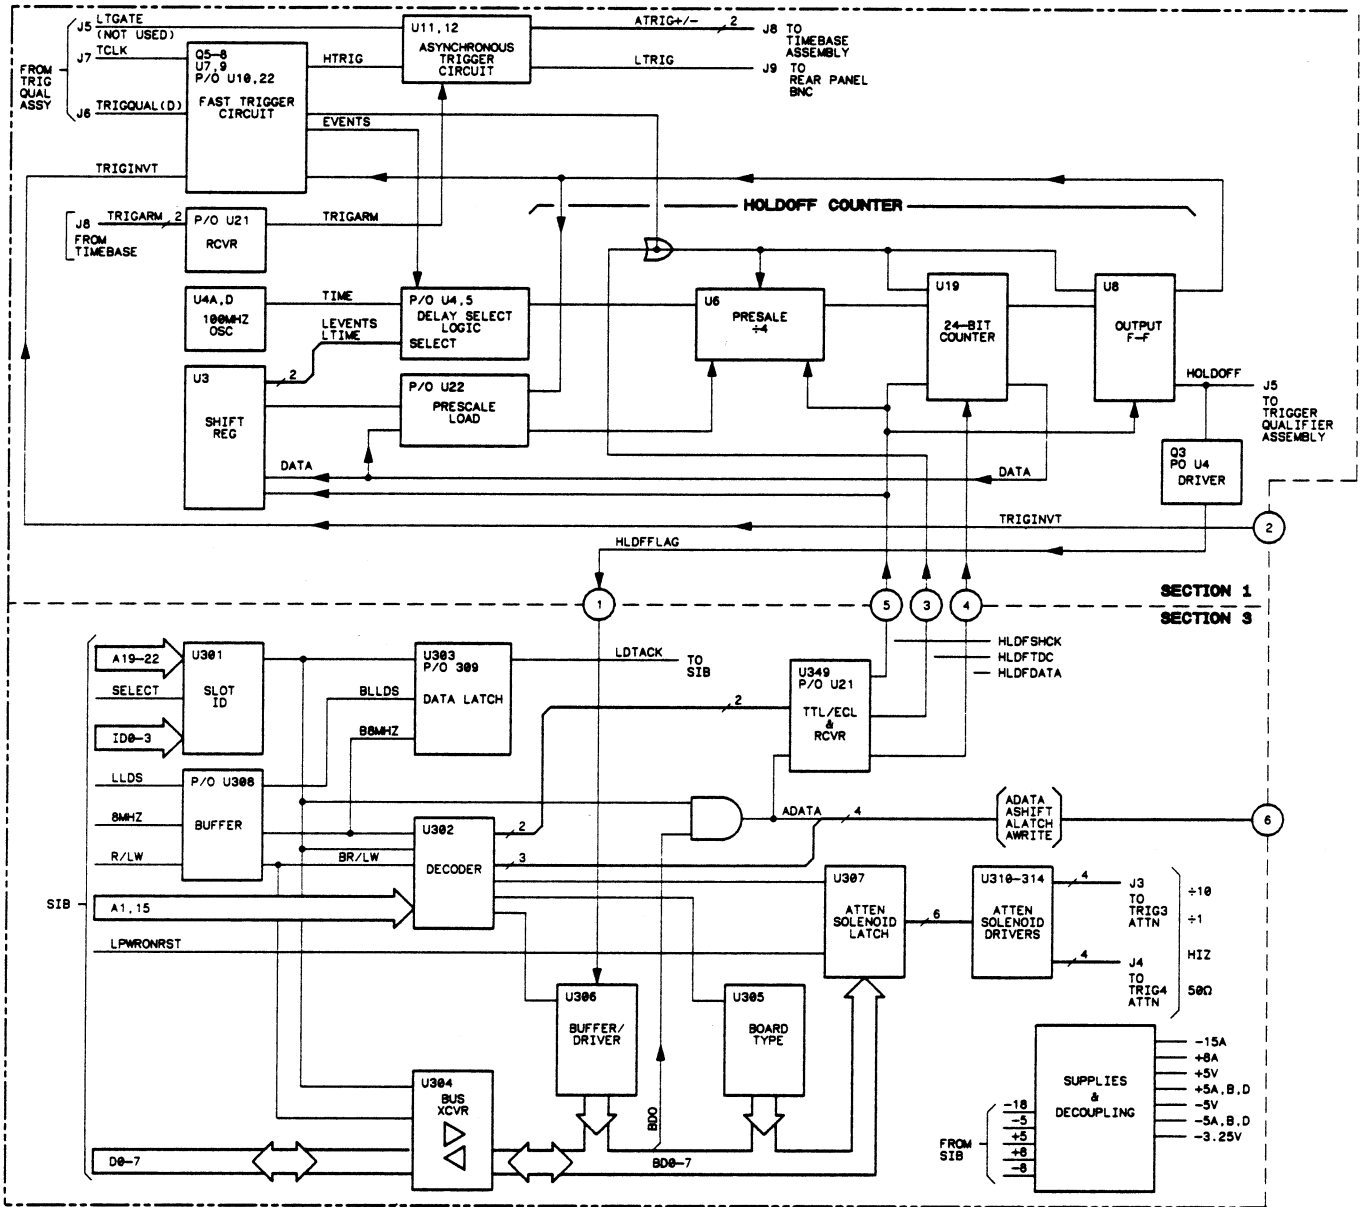 J5 LTGATE
(NOT USED)
J7 TCLK
FROM
TRIG
QUAL
ASSY
J6 TRIGQUAL(D)
TRIGINVT
Q5-8
U7,9
P/O U10,22
FAST TRIGGER
CIRCUIT
HTRIG
U11,12
ASYNCHRONOUS
TRIGGER
CIRCUIT
ATRIG+/- 2
J8 TO
TIMEBASE
ASSEMBLY
LTRIG
J9 TO
REAR PANEL
BNC
EVENTS
J8 TRIGARM 2
FROM
TIMEBASE
P/O U21
RCVR
TRIGARM
HOLDOFF COUNTER
U4A,D
100MHZ
OSC
TIME
LEVENTS
LTIME
2
P/O U4,5
DELAY SELECT
LOGIC
SELECT
U6
PRESALE
÷4
U19
24-BIT
COUNTER
U8
OUTPUT
F-F
HOLDOFF
J5
TO
TRIGGER
QUALIFIER
ASSEMBLY
U3
SHIFT
REG
P/O U22
PRESCALE
LOAD
DATA
DATA
Q3
PO U4
DRIVER
TRIGINVT
2
HLDFFLAG
1
5
3
4
SECTION 1
SECTION 3
A19-22
SELECT
ID0-3
U301
SLOT
ID
U303
P/O 309
DATA LATCH
LDTACK
TO
SIB
BLLDS
B8MHZ
2
U349
P/O U21
TTL/ECL
&
RCVR
HLDFSHCK
HLDFTDC
HLDFDATA
LLDS
8MHZ
R/LW
P/O U308
BUFFER
U302
DECODER
BR/LW
2
3
ADATA 4
ADATA
ASHIFT
ALATCH
AWRITE
6
SIB
A1,15
LPWRONRST
U307
ATTEN
SOLENOID
LATCH
6
U310-314
ATTEN
SOLENOID
DRIVERS
4
J3
TO
TRIG3
ATTN
4
J4
TO
TRIG4
ATTN
÷10
÷1
HIZ
50Ω
U306
BUFFER/
DRIVER
U305
BOARD
TYPE
BD0
U304
BUS
XCVR
D0-7
BD0-7
FROM
SIB
-18
-5
+5
+8
-8
SUPPLIES
&
DECOUPLING
-15A
+8A
+5V
+5A,B,D
-5V
-5A,B,D
-3.25V